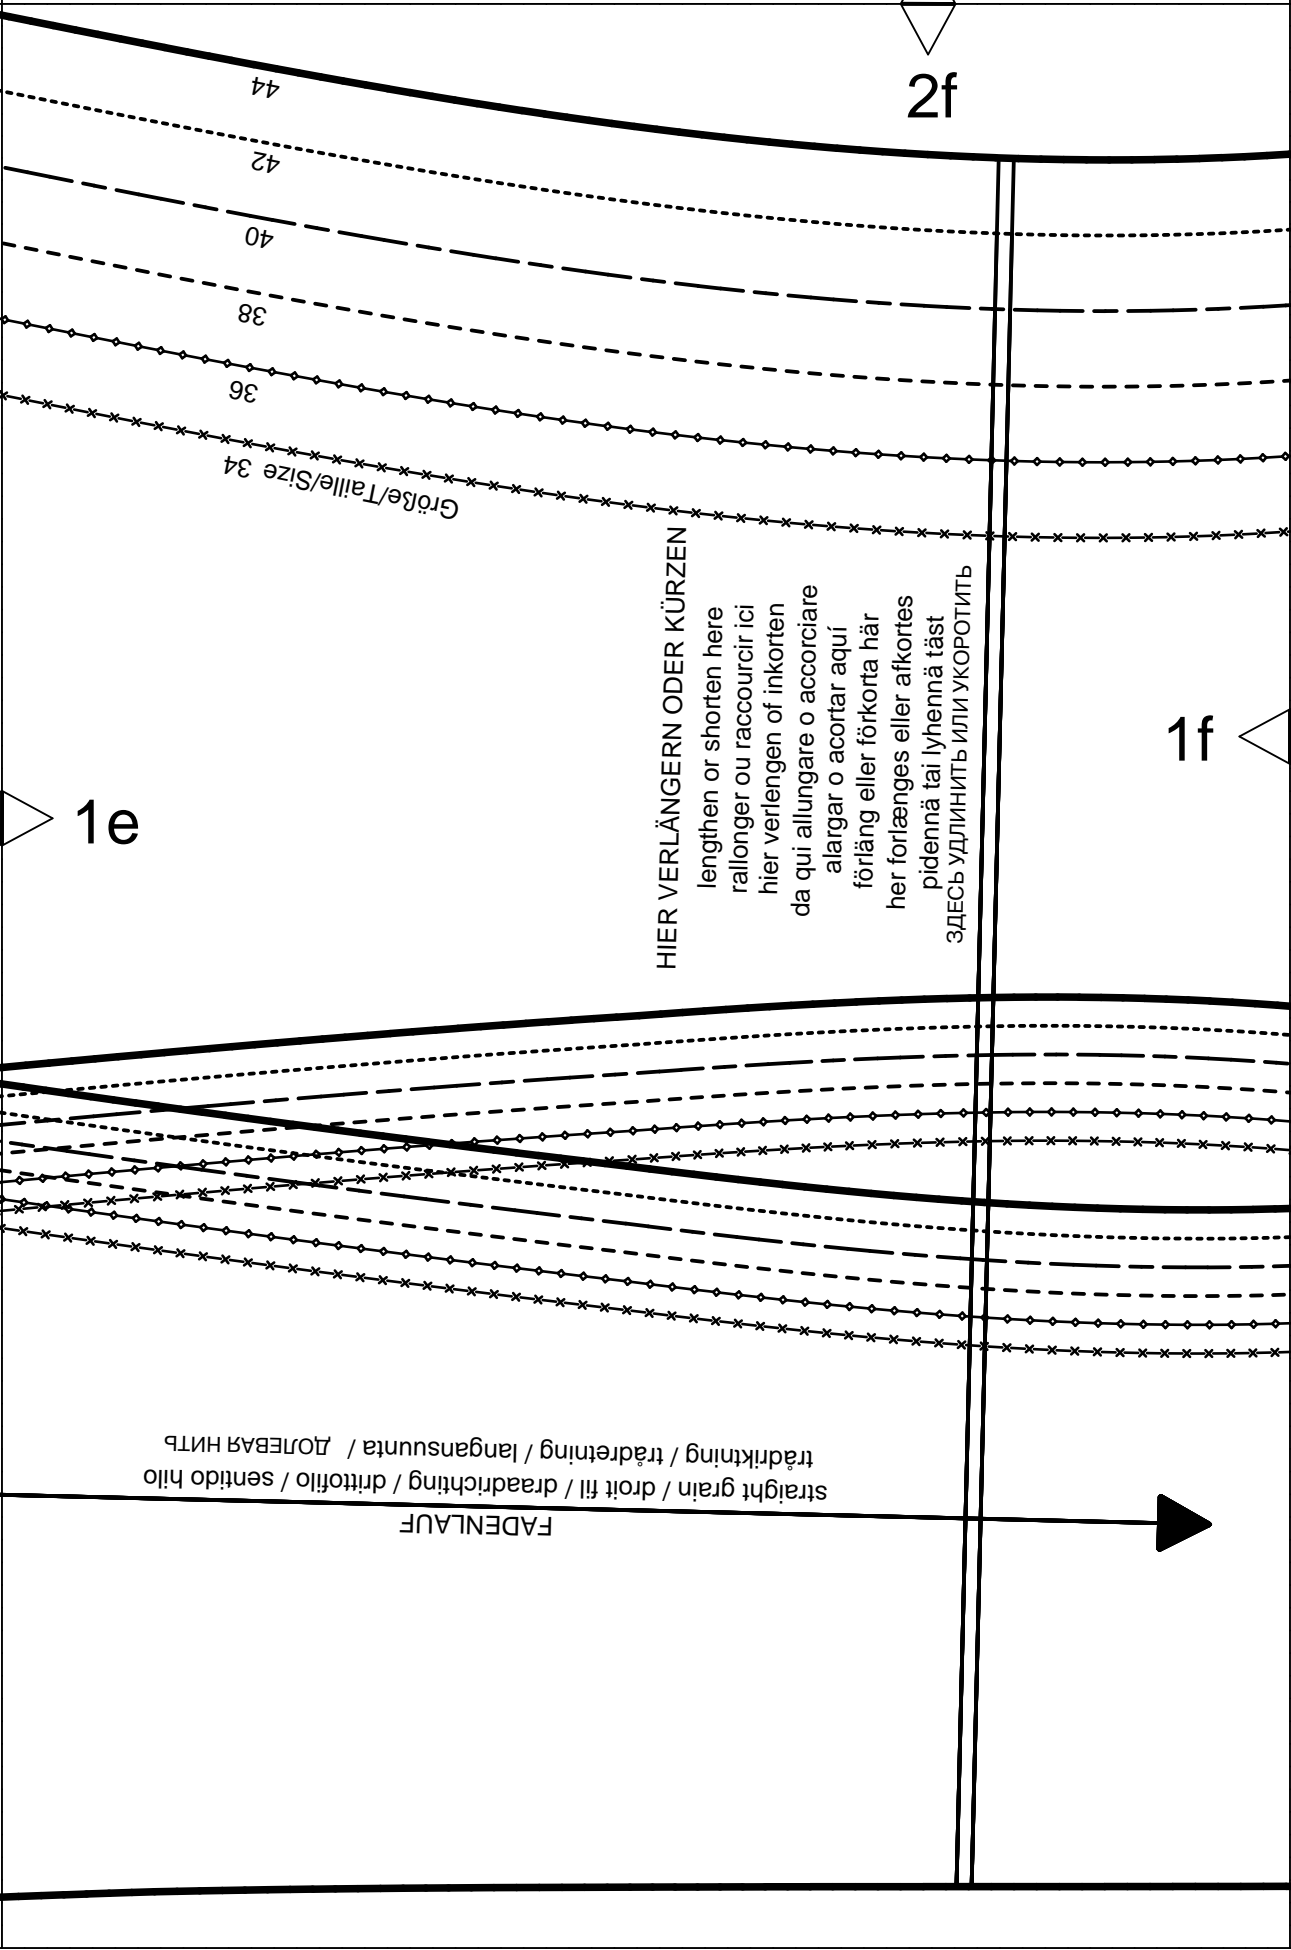 2f
44
42
40
38
36
Größe/Taille/Size 34
HIER VERLÄNGERN ODER KÜRZEN
lengthen or shorten here
rallonger ou raccourcir ici
hier verlengen of inkorten
da qui allungare o accorciare
alargar o acortar aquí
förläng eller förkorta här
her forlænges eller afkortes
pidennä tai lyhennä täst
ЗДЕСЬ УДЛИНИТЬ ИЛИ УКОРОТИТЬ
1f
1e
FADENLAUF
straight grain / droit fil / draadrichting / drittofilo / sentido hilo
trådriktning / trådretning / langansuunta / ДОЛЕВАЯ НИТЬ